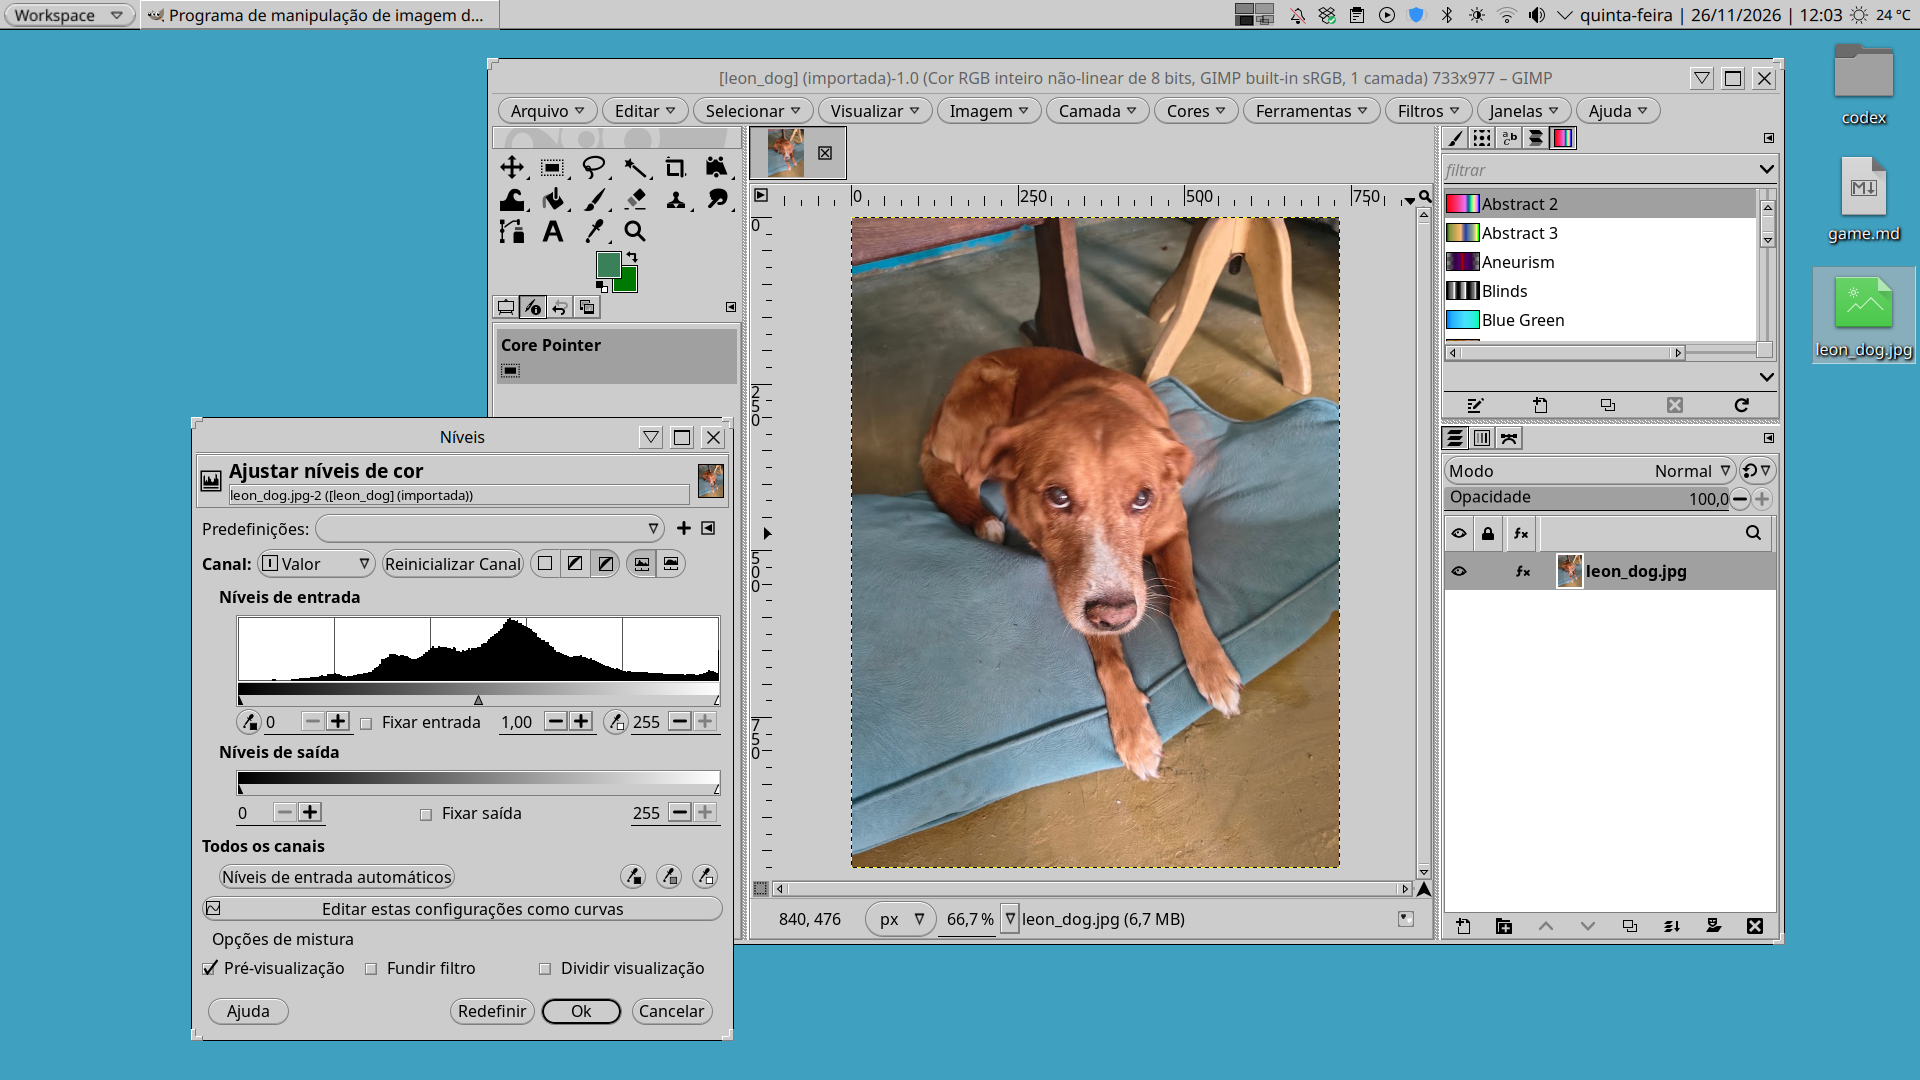 Workspace
Programa de manipulação de imagem d...
quinta-feira | 26/11/2026 | 12:03
24 °C
[leon_dog] (importada)-1.0 (Cor RGB inteiro não-linear de 8 bits, GIMP built-in sRGB, 1 camada) 733x977 – GIMP
Arquivo
Editar
Selecionar
Visualizar
Imagem
Camada
Cores
Ferramentas
Filtros
Janelas
Ajuda
Core Pointer
0
250
500
750
0
250
500
750
840, 476
px
66,7 %
leon_dog.jpg (6,7 MB)
filtrar
Abstract 2
Abstract 3
Aneurism
Blinds
Blue Green
Modo
Normal
Opacidade
100,0
leon_dog.jpg
codex
game.md
leon_dog.jpg
Níveis
Ajustar níveis de cor
leon_dog.jpg-2 ([leon_dog] (importada))
Predefinições:
Canal:
Valor
Reinicializar Canal
Níveis de entrada
0
Fixar entrada
1,00
255
Níveis de saída
0
Fixar saída
255
Todos os canais
Níveis de entrada automáticos
Editar estas configurações como curvas
Opções de mistura
Pré-visualização
Fundir filtro
Dividir visualização
Ajuda
Redefinir
Ok
Cancelar